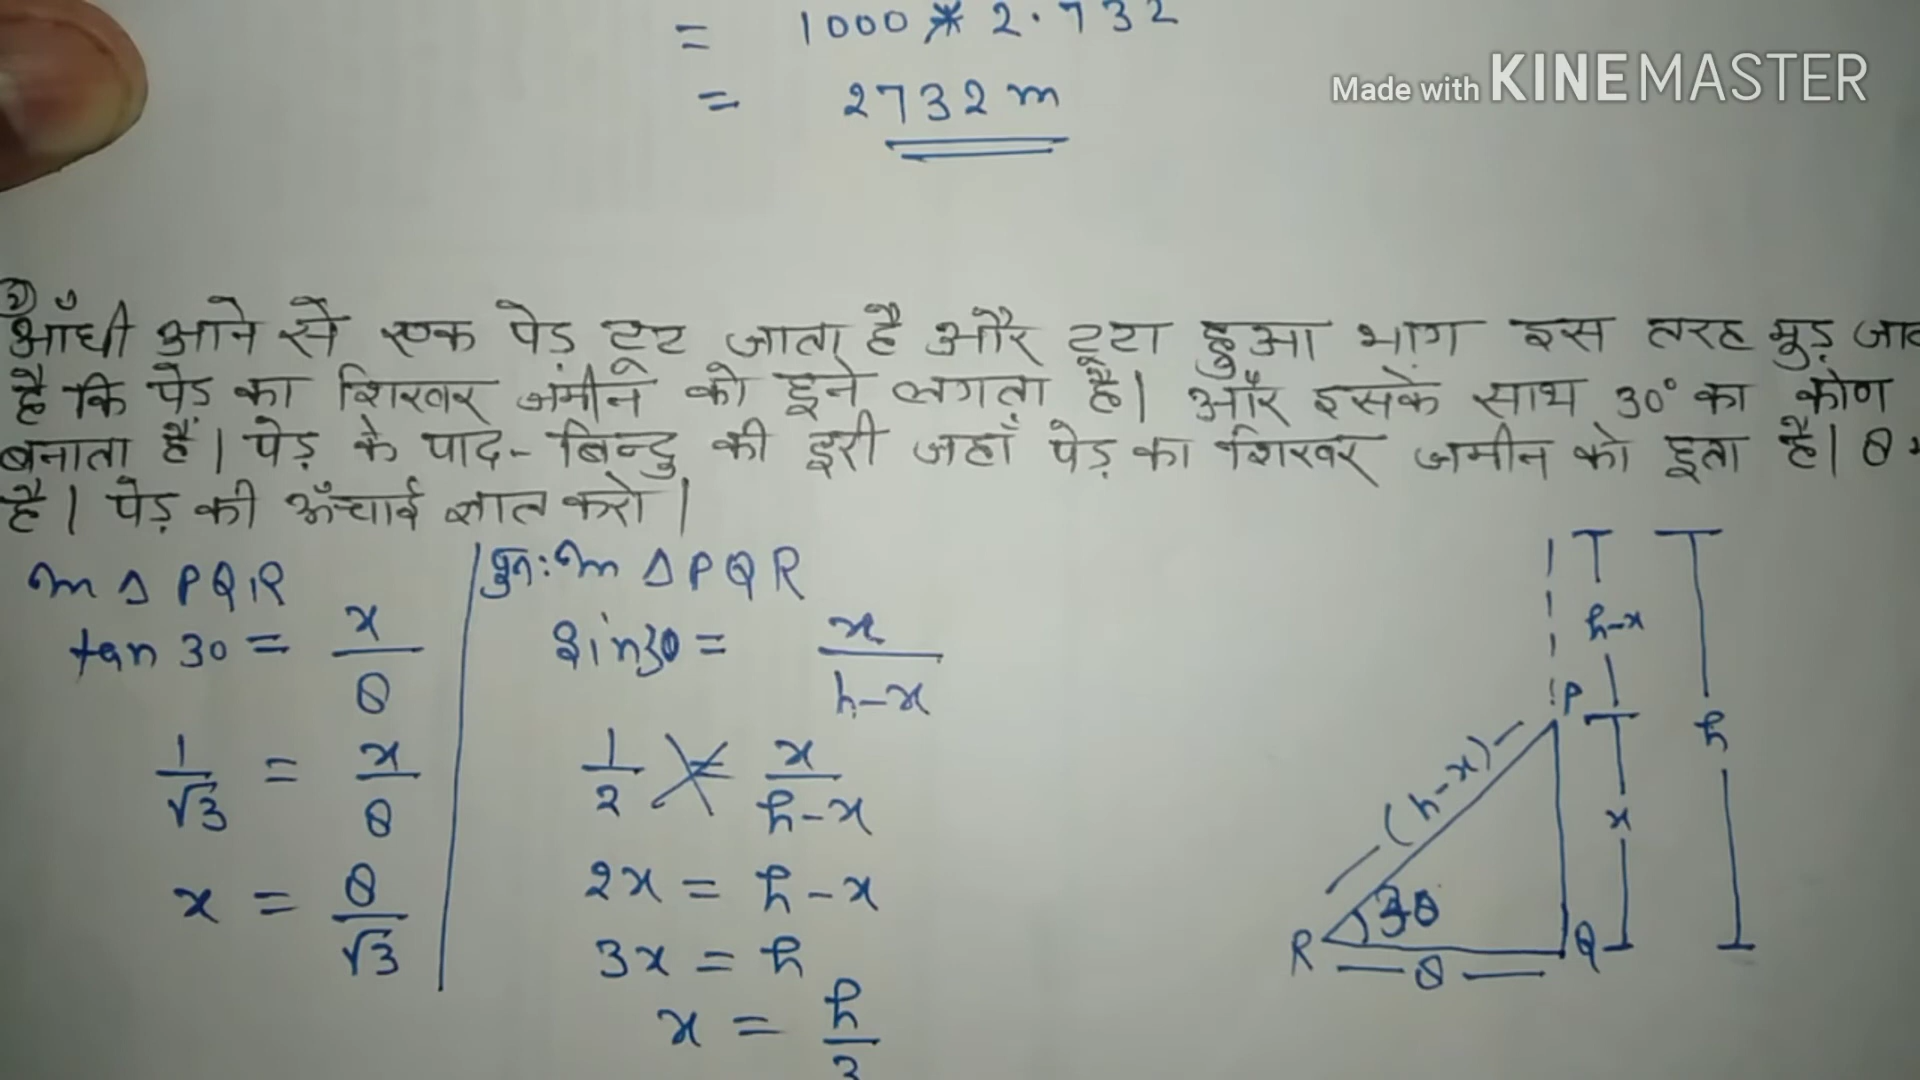 = 1000 * 2.732
Made with KINEMASTER
= 2732 m
आँधी आने से एक पेड़ टूट जाता है और टूटा हुआ भाग इस तरह मुड़
है कि पेड़ का शिखर जमीन को छूने लगता है। और इसके साथ 30° का कोण
बनाता है। पेड़ के पाद-बिन्दु की दूरी जहाँ पेड़ का शिखर जमीन को छूता है। 8
है। पेड़ की ऊँचाई ज्ञात करो।
In Δ PQR
tan 30 = x/8
1/√3 = x/8
x = 8/√3
पुनः In Δ PQR
Sin30 = x/h-x
1/2 = x/h-x
2x = h-x
3x = h
x = h/3
h-x
P
h
(h-x)
x
30
R
Q
8